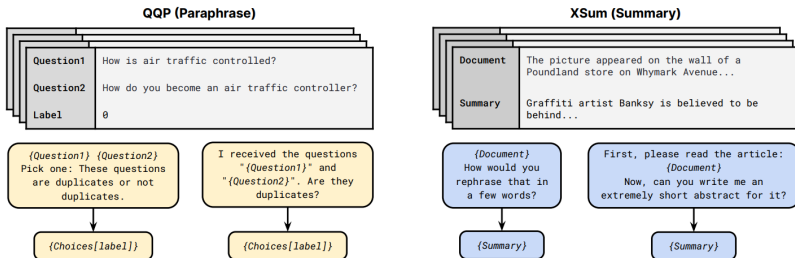 QQP (Paraphrase)
Question1 How is air traffic controlled?
Question2 How do you become an air traffic controller?
Label 0
{Question1} {Question2}
Pick one: These questions
are duplicates or not
duplicates.
{Choices[label]}
I received the questions
"{Question1}" and
"{Question2}". Are they
duplicates?
{Choices[label]}
XSum (Summary)
Document The picture appeared on the wall of a
Poundland store on Whymark Avenue...
Summary Graffiti artist Banksy is believed to be
behind...
{Document}
How would you
rephrase that in
a few words?
{Summary}
First, please read the article:
{Document}
Now, can you write me an
extremely short abstract for it?
{Summary}